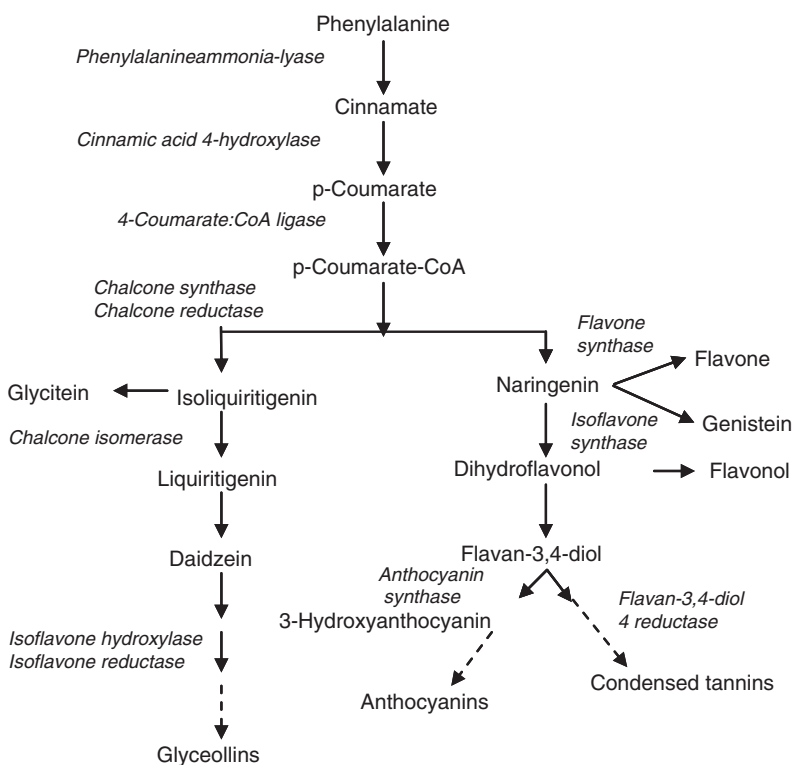 Phenylalanine
Phenylalanineammonia-lyase
Cinnamate
Cinnamic acid 4-hydroxylase
p-Coumarate
4-Coumarate:CoA ligase
p-Coumarate-CoA
Chalcone synthase
Chalcone reductase
Flavone
synthase
Flavone
Glycitein
Isoliquiritigenin
Naringenin
Genistein
Chalcone isomerase
Isoflavone
synthase
Liquiritigenin
Dihydroflavonol
Flavonol
Daidzein
Flavan-3,4-diol
Anthocyanin
synthase
3-Hydroxyanthocyanin
Flavan-3,4-diol
4 reductase
Isoflavone hydroxylase
Isoflavone reductase
Anthocyanins
Condensed tannins
Glyceollins